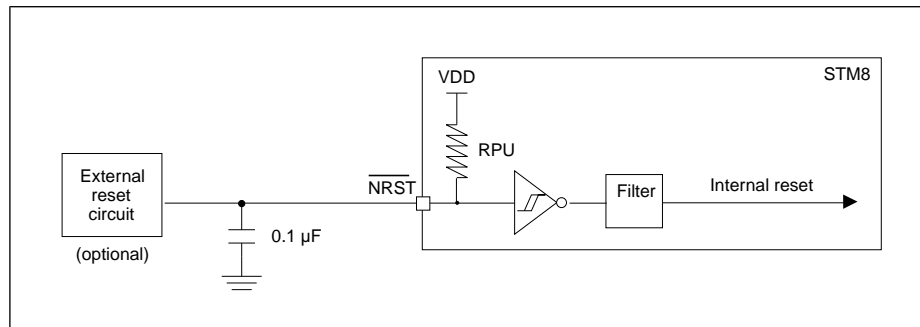 STM8
VDD
RPU
External
reset
circuit
(optional)
NRST
0.1 µF
Filter
Internal reset